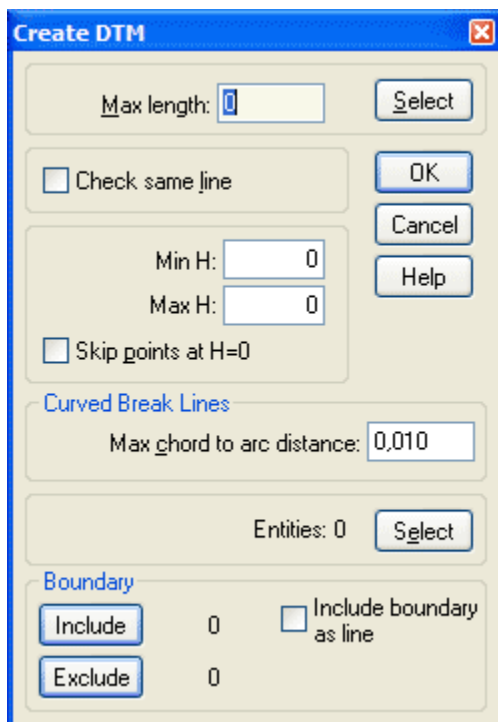 Create DTM
Max length: 0 Select
Check same line OK
Cancel
Min H: 0 Help
Max H: 0
Skip points at H=0
Curved Break Lines
Max chord to arc distance: 0,010
Entities: 0 Select
Boundary
Include 0 Include boundary
as line
Exclude 0